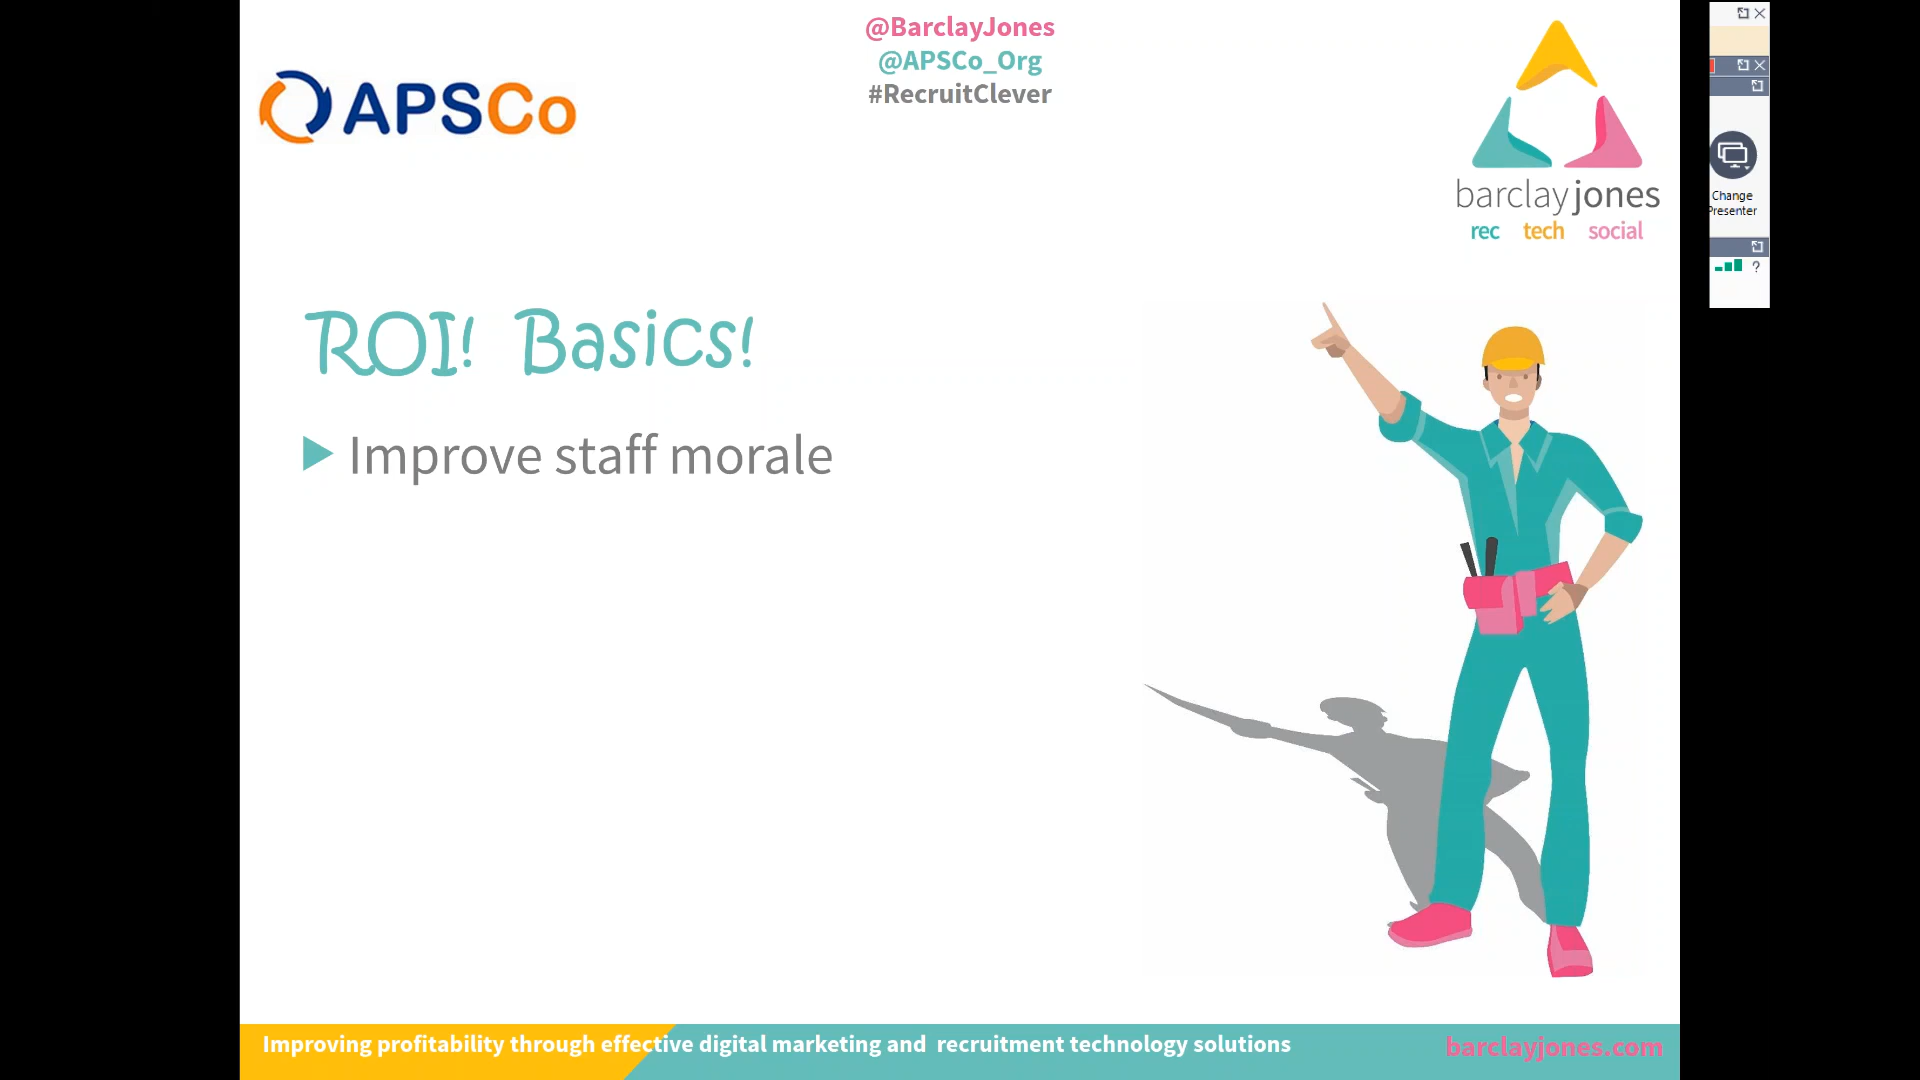 @BarclayJones
@APSCo_Org
#RecruitClever
APSCo
barclayjones
rec tech social
Change
Presenter
?
ROI! Basics!
Improve staff morale
Improving profitability through effective digital marketing and recruitment technology solutions
barclayjones.com